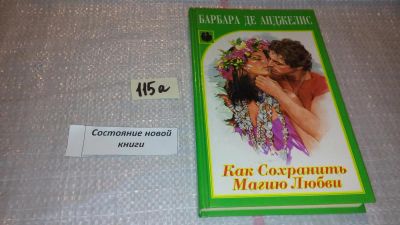 БАРБАРА ДЕ АНДЖЕЛИС
115а
Состояние новой
книги
Как Сохранить
Магию Любви